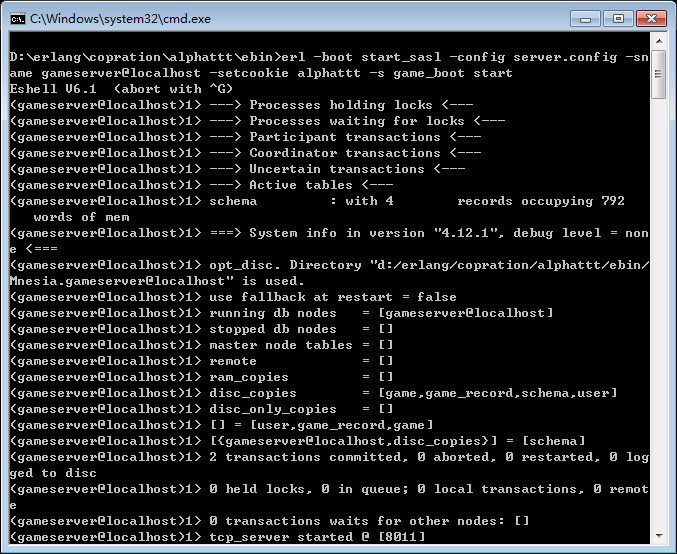 C:\Windows\system32\cmd.exe
D:\erlang\copration\alphattt\ebin>erl -boot start_sasl -config server.config -sn
ame gameserver@localhost -setcookie alphattt -s game_boot start
Eshell V6.1  (abort with ^G)
(gameserver@localhost)1> ---> Processes holding locks <---
(gameserver@localhost)1> ---> Processes waiting for locks <---
(gameserver@localhost)1> ---> Participant transactions <---
(gameserver@localhost)1> ---> Coordinator transactions <---
(gameserver@localhost)1> ---> Uncertain transactions <---
(gameserver@localhost)1> ---> Active tables <---
(gameserver@localhost)1> schema         : with 4        records occupying 792
   words of mem
(gameserver@localhost)1> ===> System info in version "4.12.1", debug level = non
e <===
(gameserver@localhost)1> opt_disc. Directory "d:/erlang/copration/alphattt/ebin/
Mnesia.gameserver@localhost" is used.
(gameserver@localhost)1> use fallback at restart = false
(gameserver@localhost)1> running db nodes   = [gameserver@localhost]
(gameserver@localhost)1> stopped db nodes   = []
(gameserver@localhost)1> master node tables = []
(gameserver@localhost)1> remote             = []
(gameserver@localhost)1> ram_copies         = []
(gameserver@localhost)1> disc_copies        = [game,game_record,schema,user]
(gameserver@localhost)1> disc_only_copies   = []
(gameserver@localhost)1> [] = [user,game_record,game]
(gameserver@localhost)1> [{gameserver@localhost,disc_copies}] = [schema]
(gameserver@localhost)1> 2 transactions committed, 0 aborted, 0 restarted, 0 log
ged to disc
(gameserver@localhost)1> 0 held locks, 0 in queue; 0 local transactions, 0 remot
e
(gameserver@localhost)1> 0 transactions waits for other nodes: []
(gameserver@localhost)1> tcp_server started @ [8011]